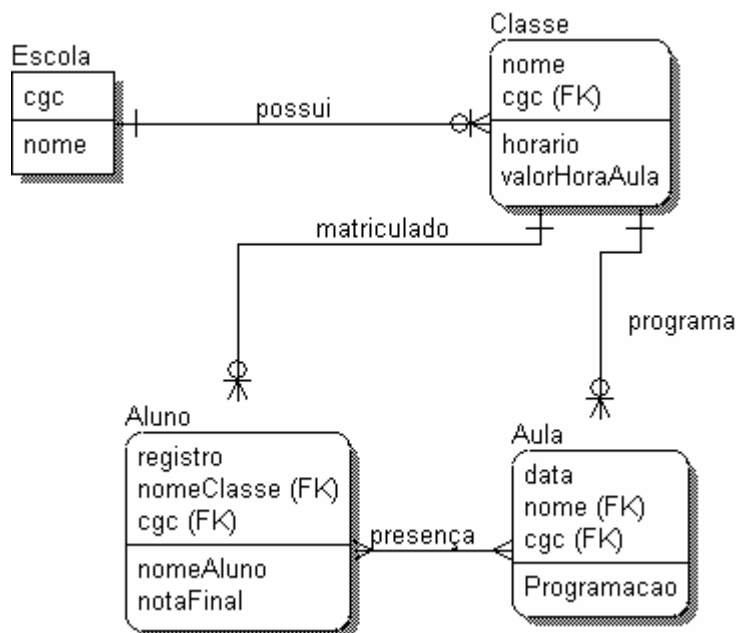 Escola
cgc
nome
possui
Classe
nome
cgc (FK)
horario
valorHoraAula
matriculado
programa
Aluno
registro
nomeClasse (FK)
cgc (FK)
nomeAluno
notaFinal
presença
Aula
data
nome (FK)
cgc (FK)
Programacao